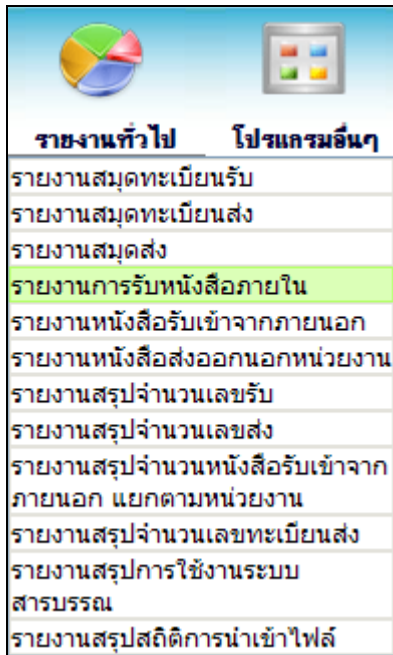 รายงานทั่วไป โปรแกรมอื่นๆ
รายงานสมุดทะเบียนรับ
รายงานสมุดทะเบียนส่ง
รายงานสมุดส่ง
รายงานการรับหนังสือภายใน
รายงานหนังสือรับเข้าจากภายนอก
รายงานหนังสือส่งออกนอกหน่วยงาน
รายงานสรุปจำนวนเลขรับ
รายงานสรุปจำนวนเลขส่ง
รายงานสรุปจำนวนหนังสือรับเข้าจาก
ภายนอก แยกตามหน่วยงาน
รายงานสรุปจำนวนเลขทะเบียนส่ง
รายงานสรุปการใช้งานระบบ
สารบรรณ
รายงานสรุปสถิติการนำเข้าไฟล์